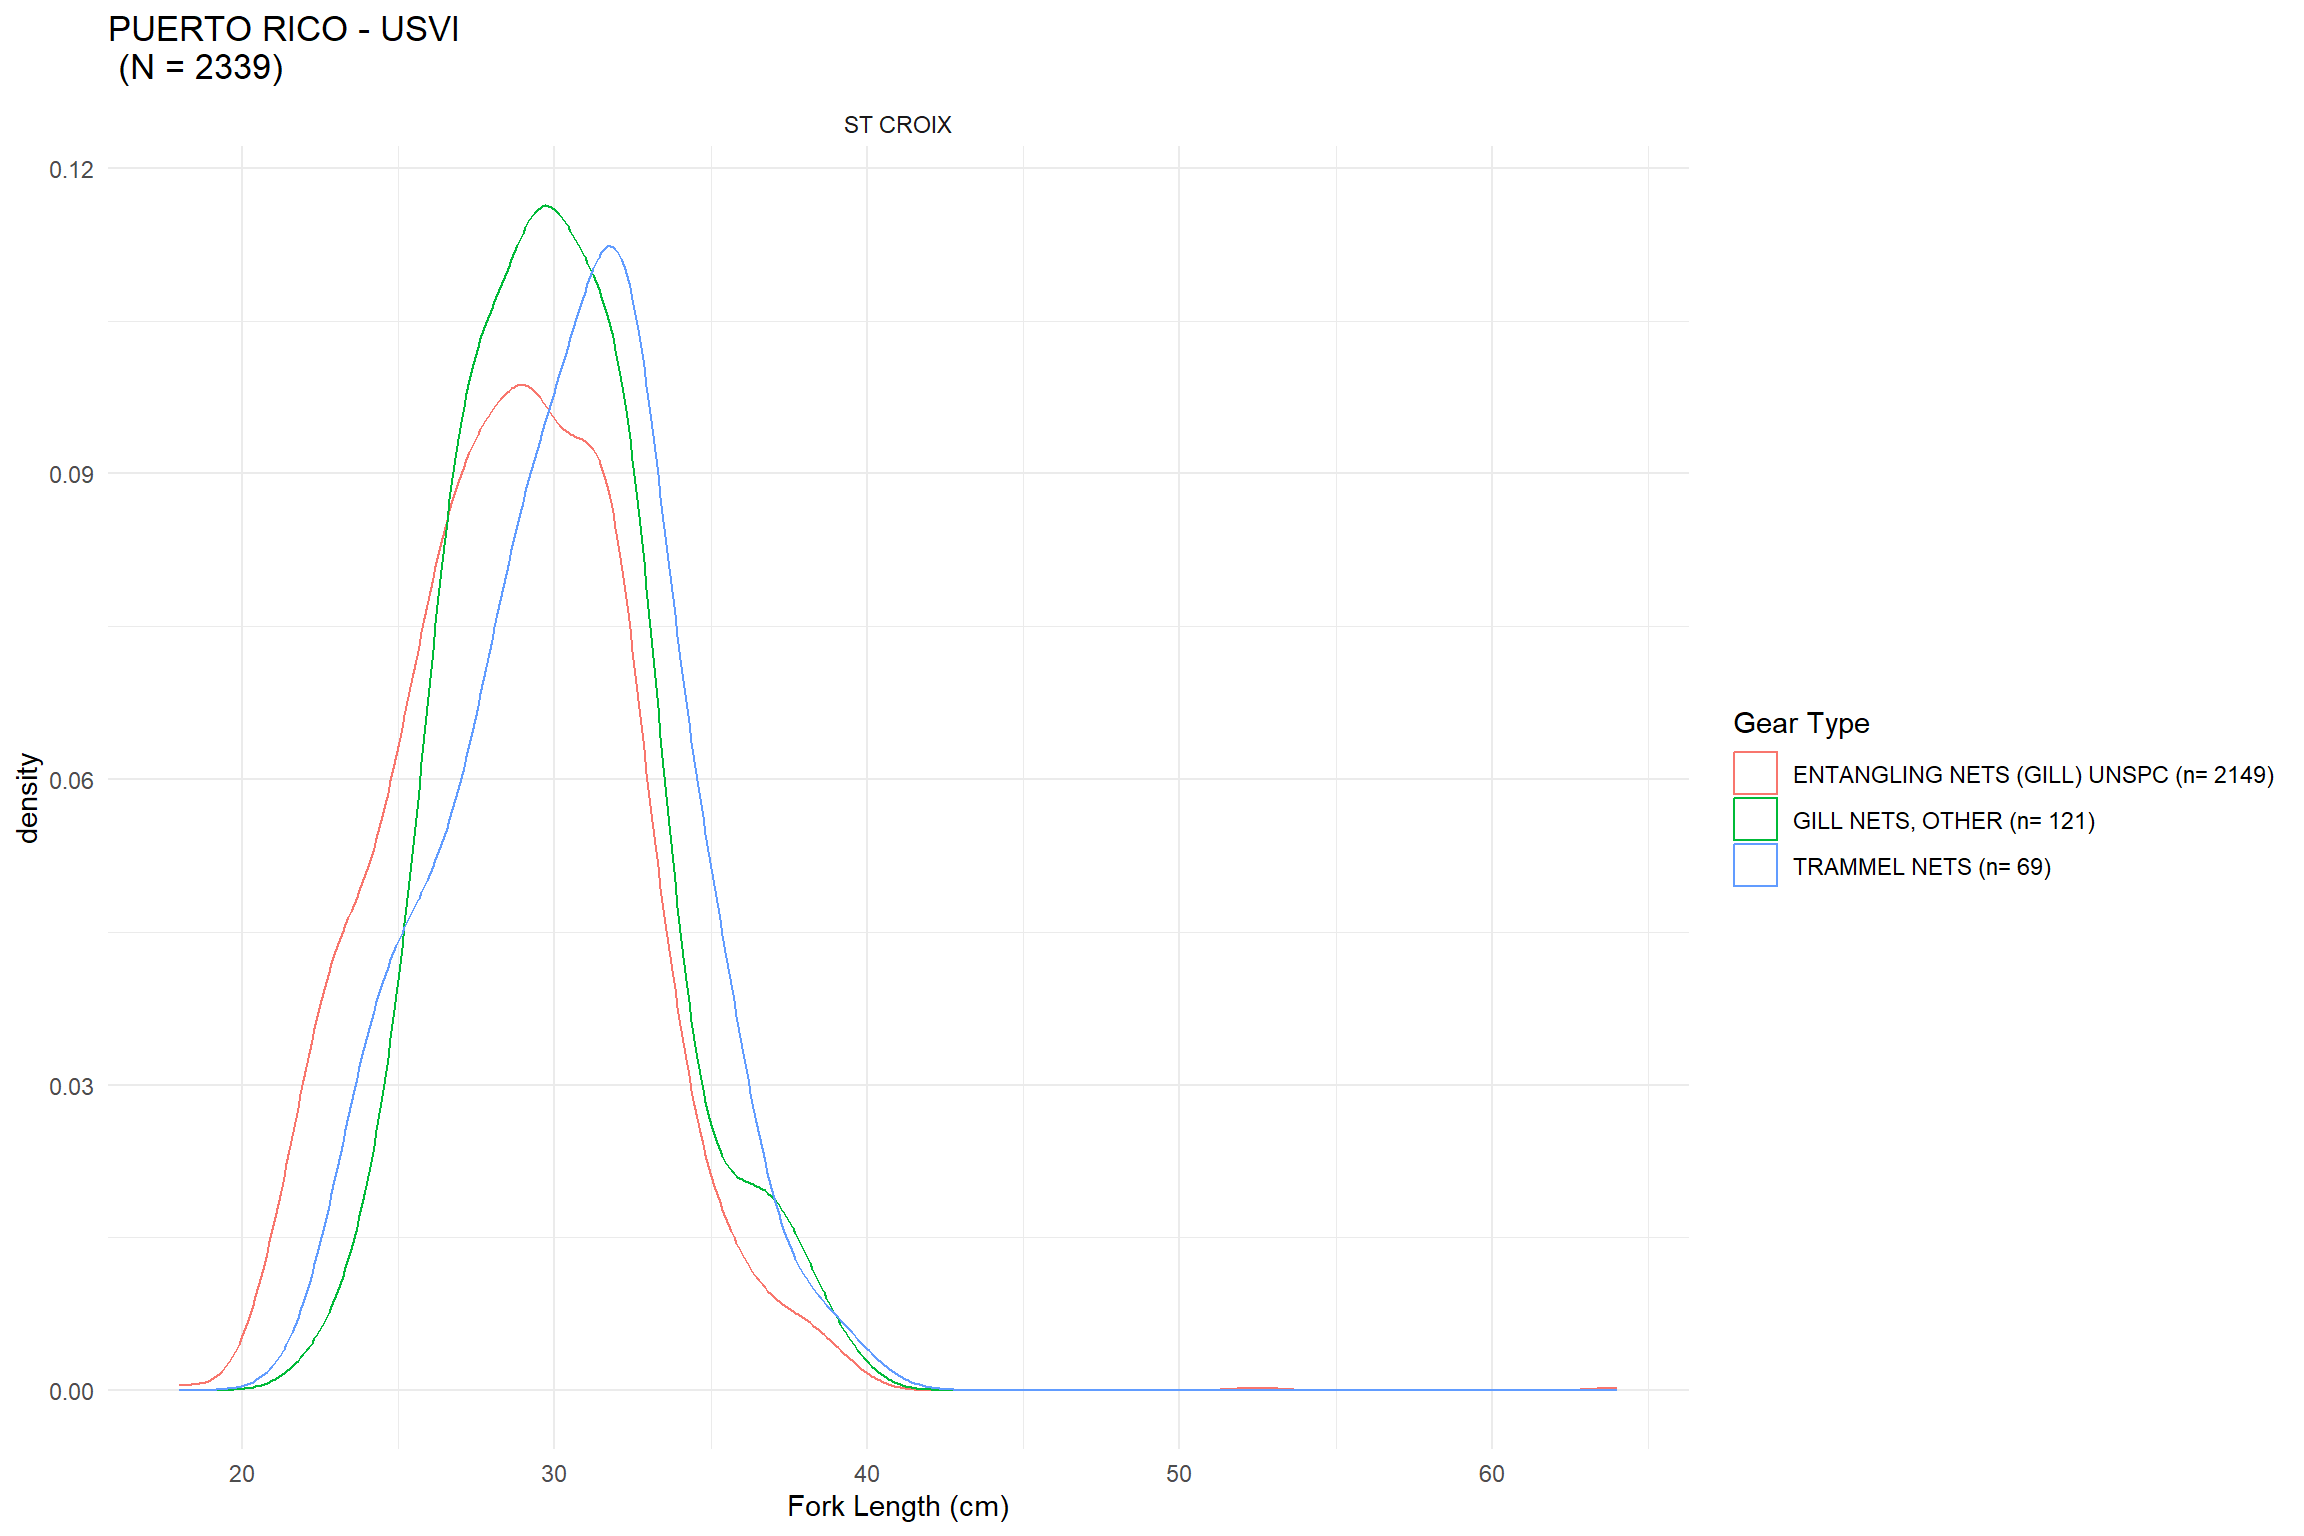 PUERTO RICO - USVI
(N = 2339)
ST CROIX
0.12
0.09
0.06
0.03
0.00
density
20 30 40 50 60
Fork Length (cm)
Gear Type
ENTANGLING NETS (GILL) UNSPC (n= 2149)
GILL NETS, OTHER (n= 121)
TRAMMEL NETS (n= 69)